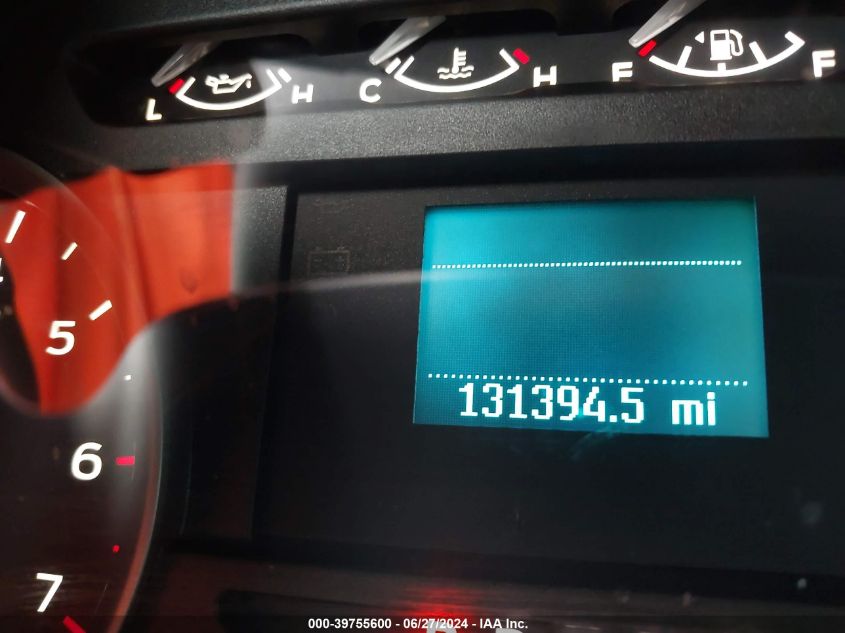 L H C H E F
5
131394.5 mi
6
7
000-39755600 - 06/27/2024 - IAA Inc.